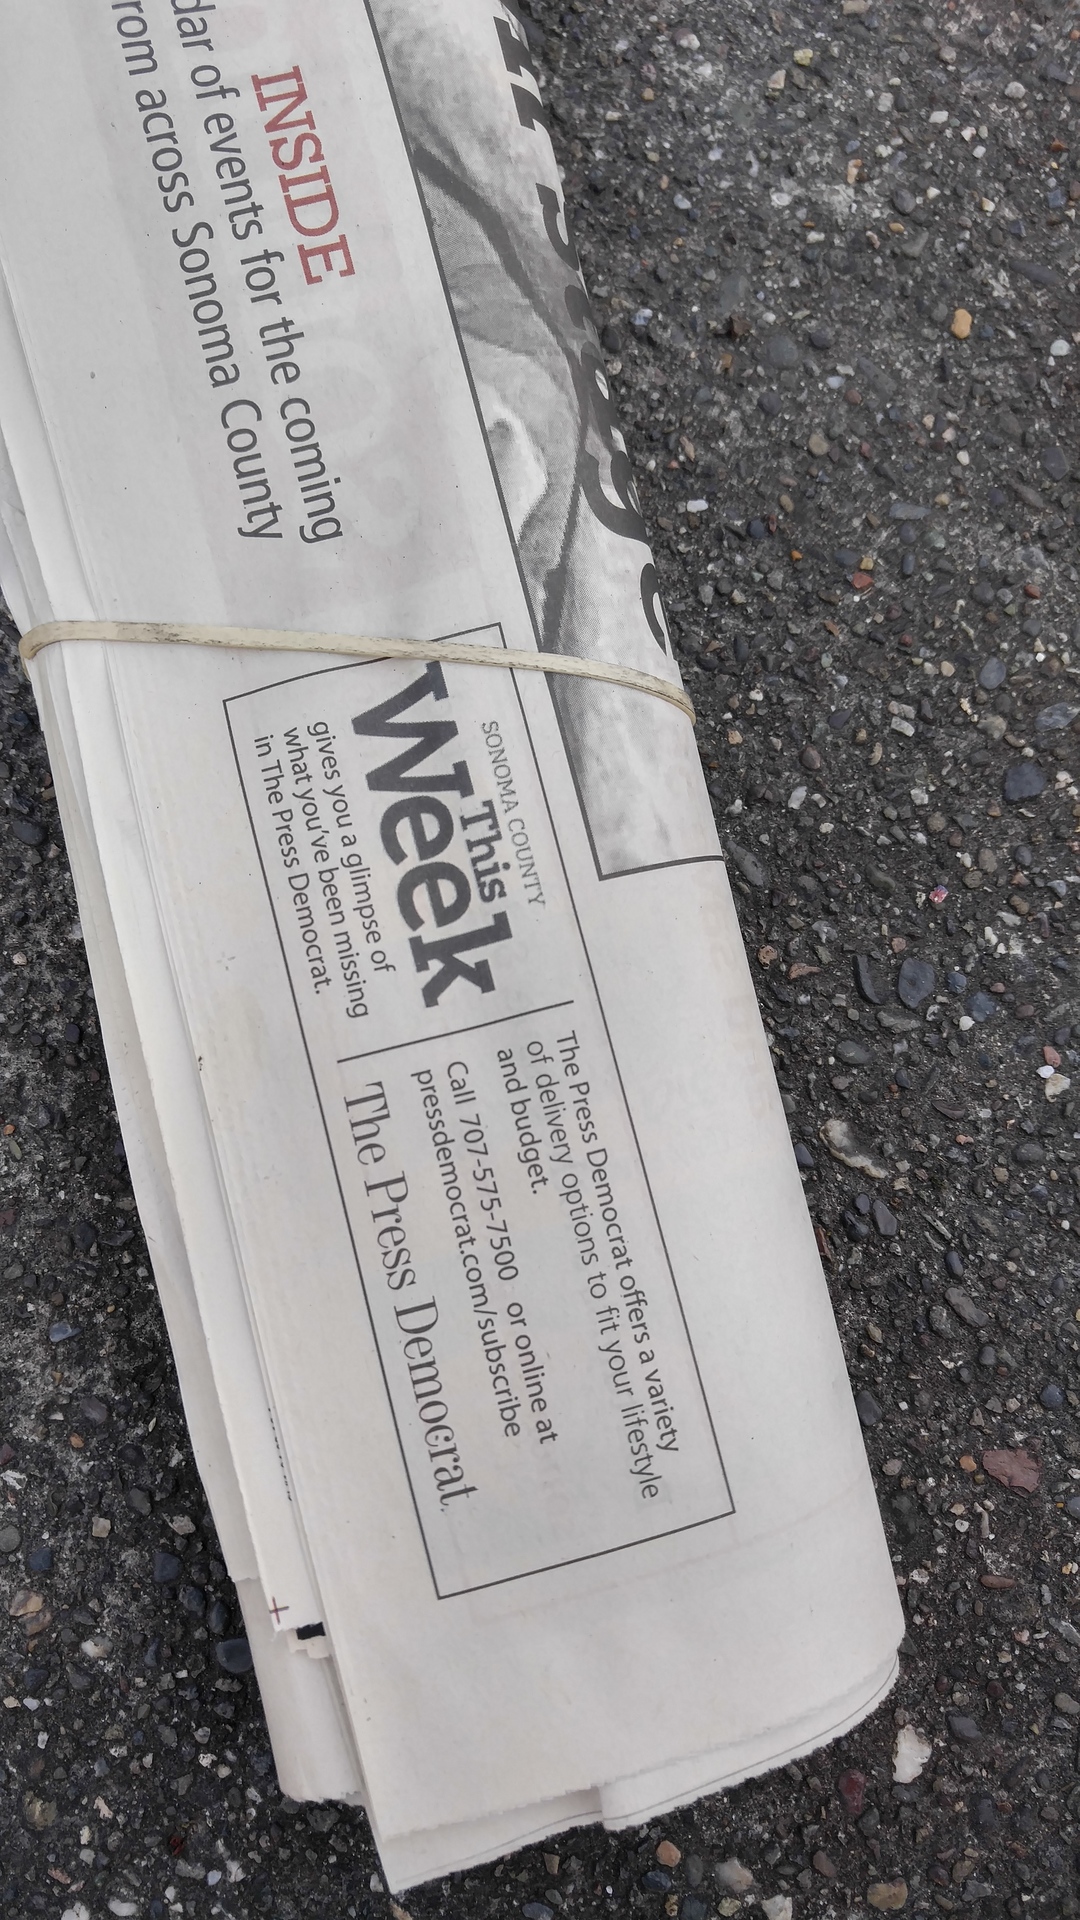 INSIDE
of events for the coming
across Sonoma County
SONOMA COUNTY
This
Week
gives you a glimpse of
what you've been missing
in The Press Democrat.
The Press Democrat offers a variety
of delivery options to fit your lifestyle
and budget.
Call 707-575-7500 or online at
pressdemocrat.com/subscribe
The Press Democrat.